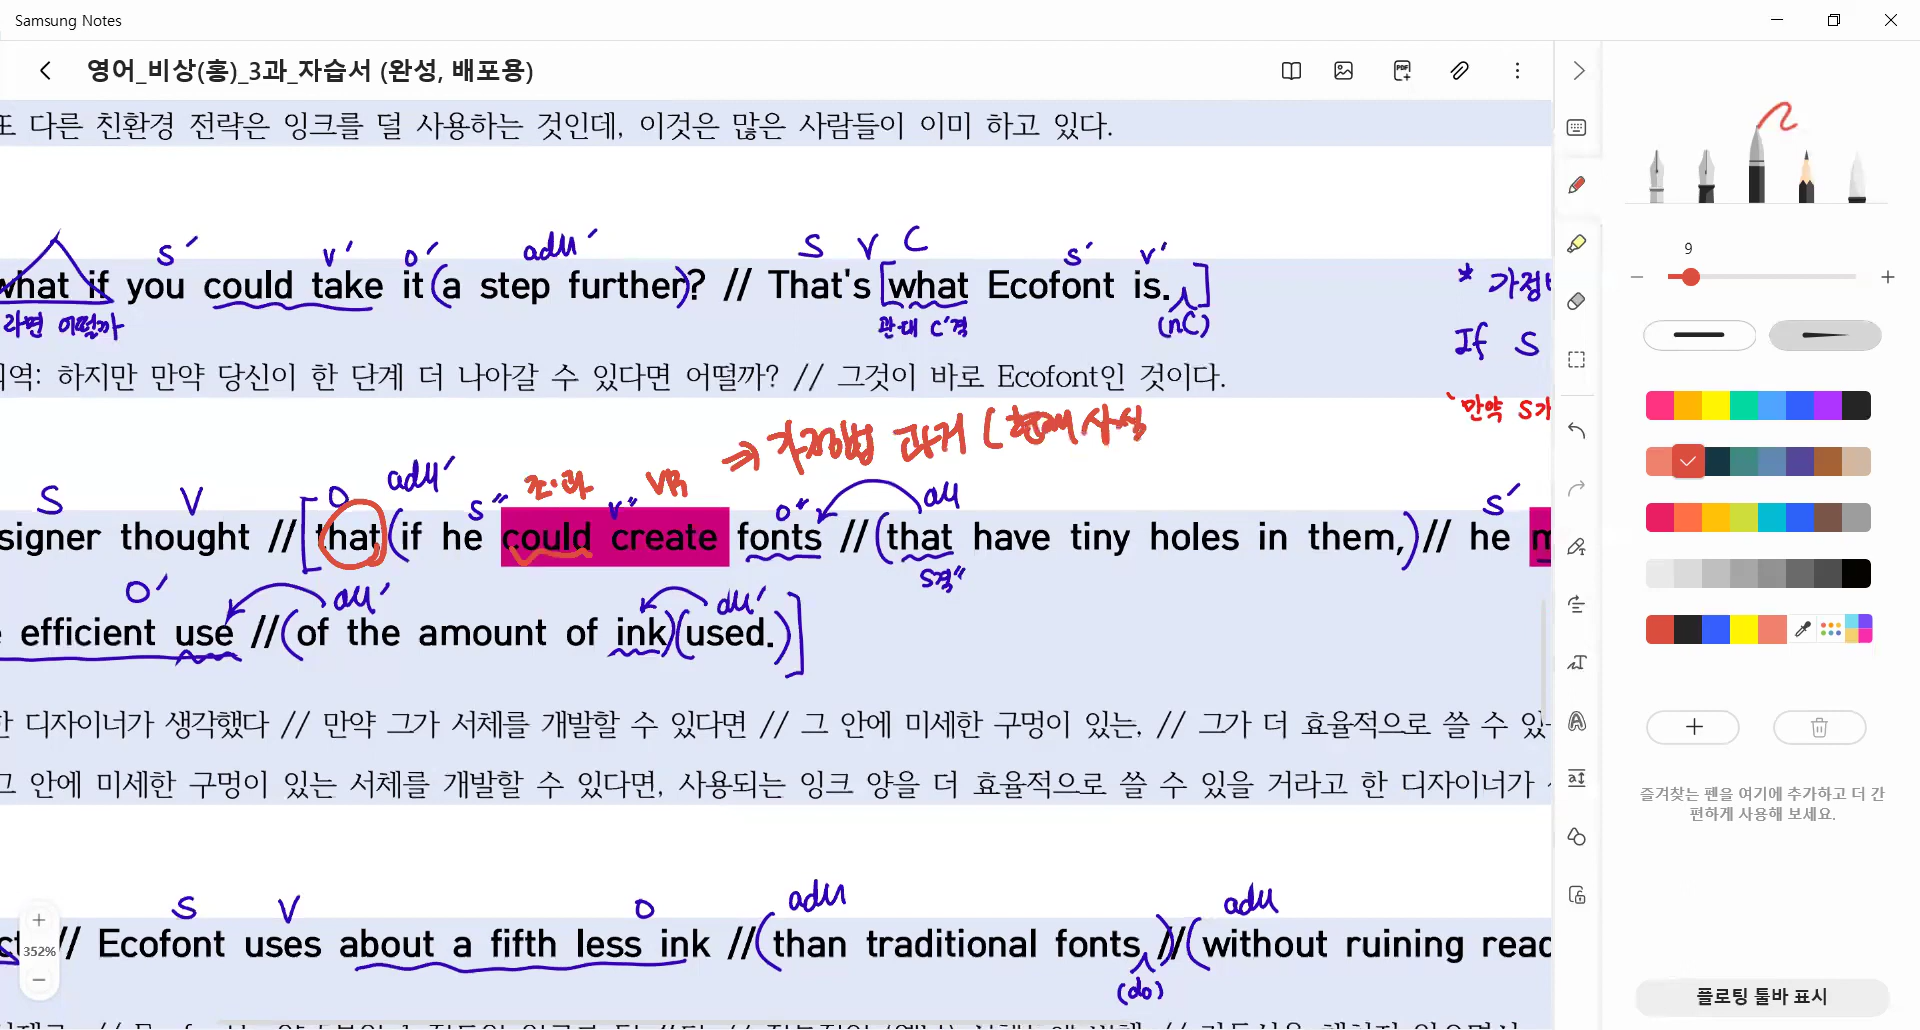 Samsung Notes
영어_비상(홍)_3과_자습서 (완성, 배포용)
또 다른 친환경 전략은 잉크를 덜 사용하는 것인데, 이것은 많은 사람들이 이미 하고 있다.
S′ V′ O′ adv′ S V C S′ V′
what if you could take it (a step further)? // That's [what Ecofont is. ]
라면 어떨까 관·대 C′격 (nC)
* 가정
If S
의역: 하지만 만약 당신이 한 단계 더 나아갈 수 있다면 어떨까? // 그것이 바로 Ecofont인 것이다.
만약 S가
⇒ 가정법 과거 (현재사실
S V O adv′ S″ 조·과 V″ VR O″ S′
signer thought // [that (if he could create fonts // (that have tiny holes in them,) // he m
S격″
O′
efficient use // (of the amount of ink) (used.)]
한 디자이너가 생각했다 // 만약 그가 서체를 개발할 수 있다면 // 그 안에 미세한 구멍이 있는, // 그가 더 효율적으로 쓸 수 있
그 안에 미세한 구멍이 있는 서체를 개발할 수 있다면, 사용되는 잉크 양을 더 효율적으로 쓸 수 있을 거라고 한 디자이너가
S V O adv adv
ct // Ecofont uses about a fifth less ink // (than traditional fonts, ) // (without ruining read
(do)
352%
9
즐겨찾는 펜을 여기에 추가하고 더 간
편하게 사용해 보세요.
플로팅 툴바 표시